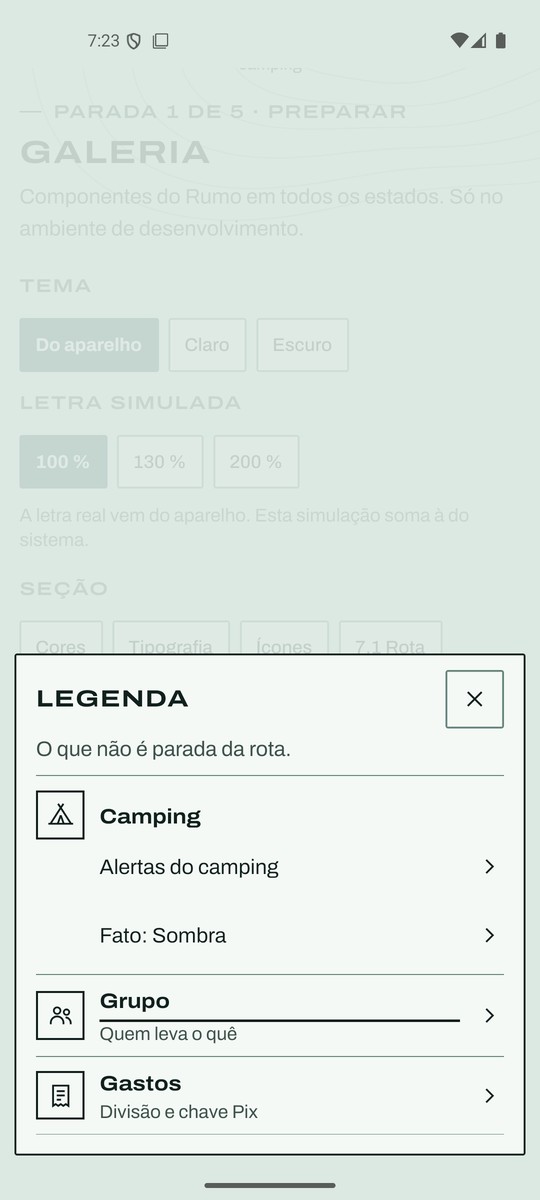 7:23
— PARADA 1 DE 5 · PREPARAR
GALERIA
Componentes do Rumo em todos os estados. Só no
ambiente de desenvolvimento.
TEMA
Do aparelho Claro Escuro
LETRA SIMULADA
100 % 130 % 200 %
A letra real vem do aparelho. Esta simulação soma à do
sistema.
SEÇÃO
Cores Tipografia Ícones 7.1 Rota
LEGENDA
O que não é parada da rota.
Camping
Alertas do camping
Fato: Sombra
Grupo
Quem leva o quê
Gastos
Divisão e chave Pix